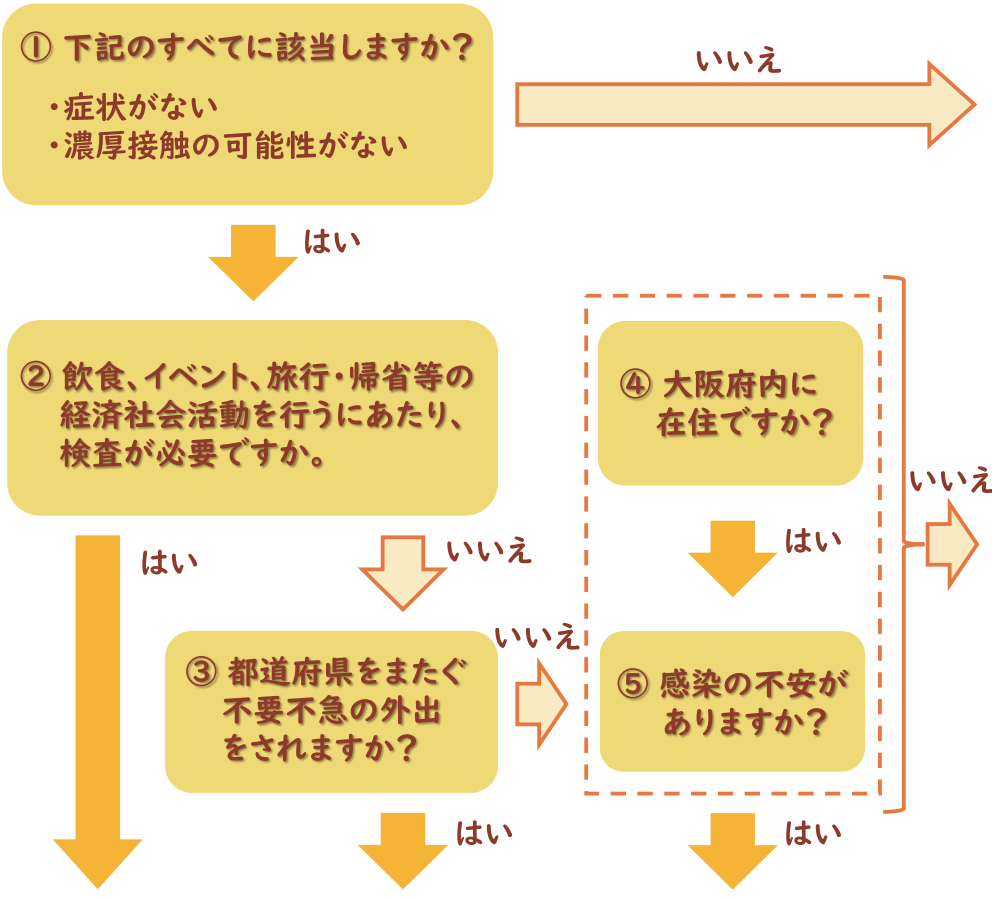 ① 下記のすべてに該当しますか?
・症状がない
・濃厚接触の可能性がない
いいえ
はい
② 飲食、イベント、旅行・帰省等の
経済社会活動を行うにあたり、
検査が必要ですか。
はい
いいえ
③ 都道府県をまたぐ
不要不急の外出
をされますか?
いいえ
はい
④ 大阪府内に
在住ですか?
はい
⑤ 感染の不安が
ありますか?
はい
いいえ